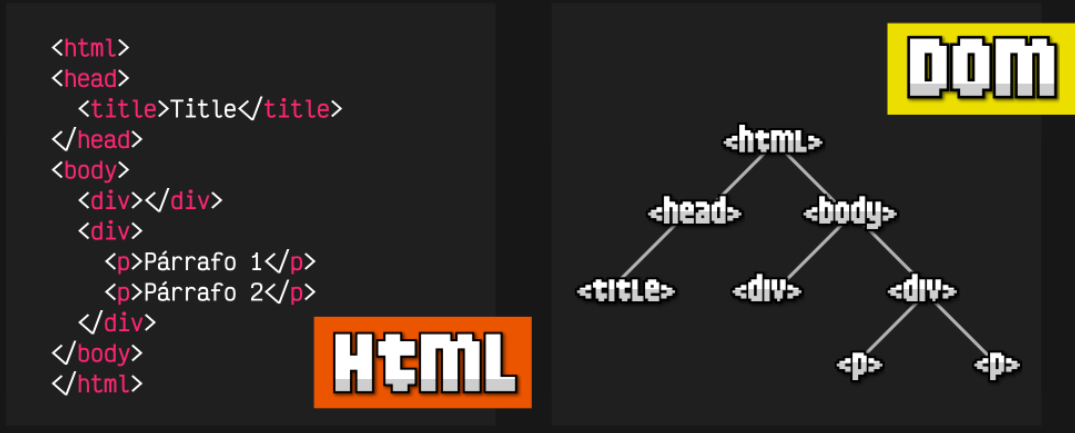 <html>
<head>
<title>Title</title>
</head>
<body>
<div></div>
<div>
<p>Párrafo 1</p>
<p>Párrafo 2</p>
</div>
</body>
</html>
HTML
DOM
<html>
<head> <body>
<title> <div> <div>
<p> <p>